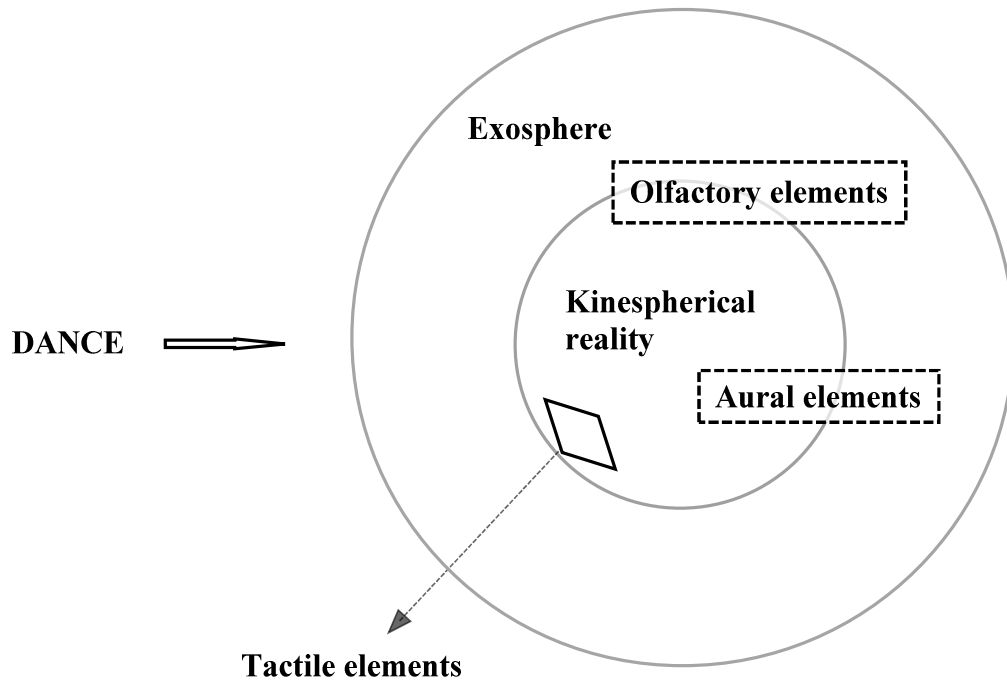 Exosphere
Olfactory elements
Kinespherical
reality
DANCE
Aural elements
Tactile elements